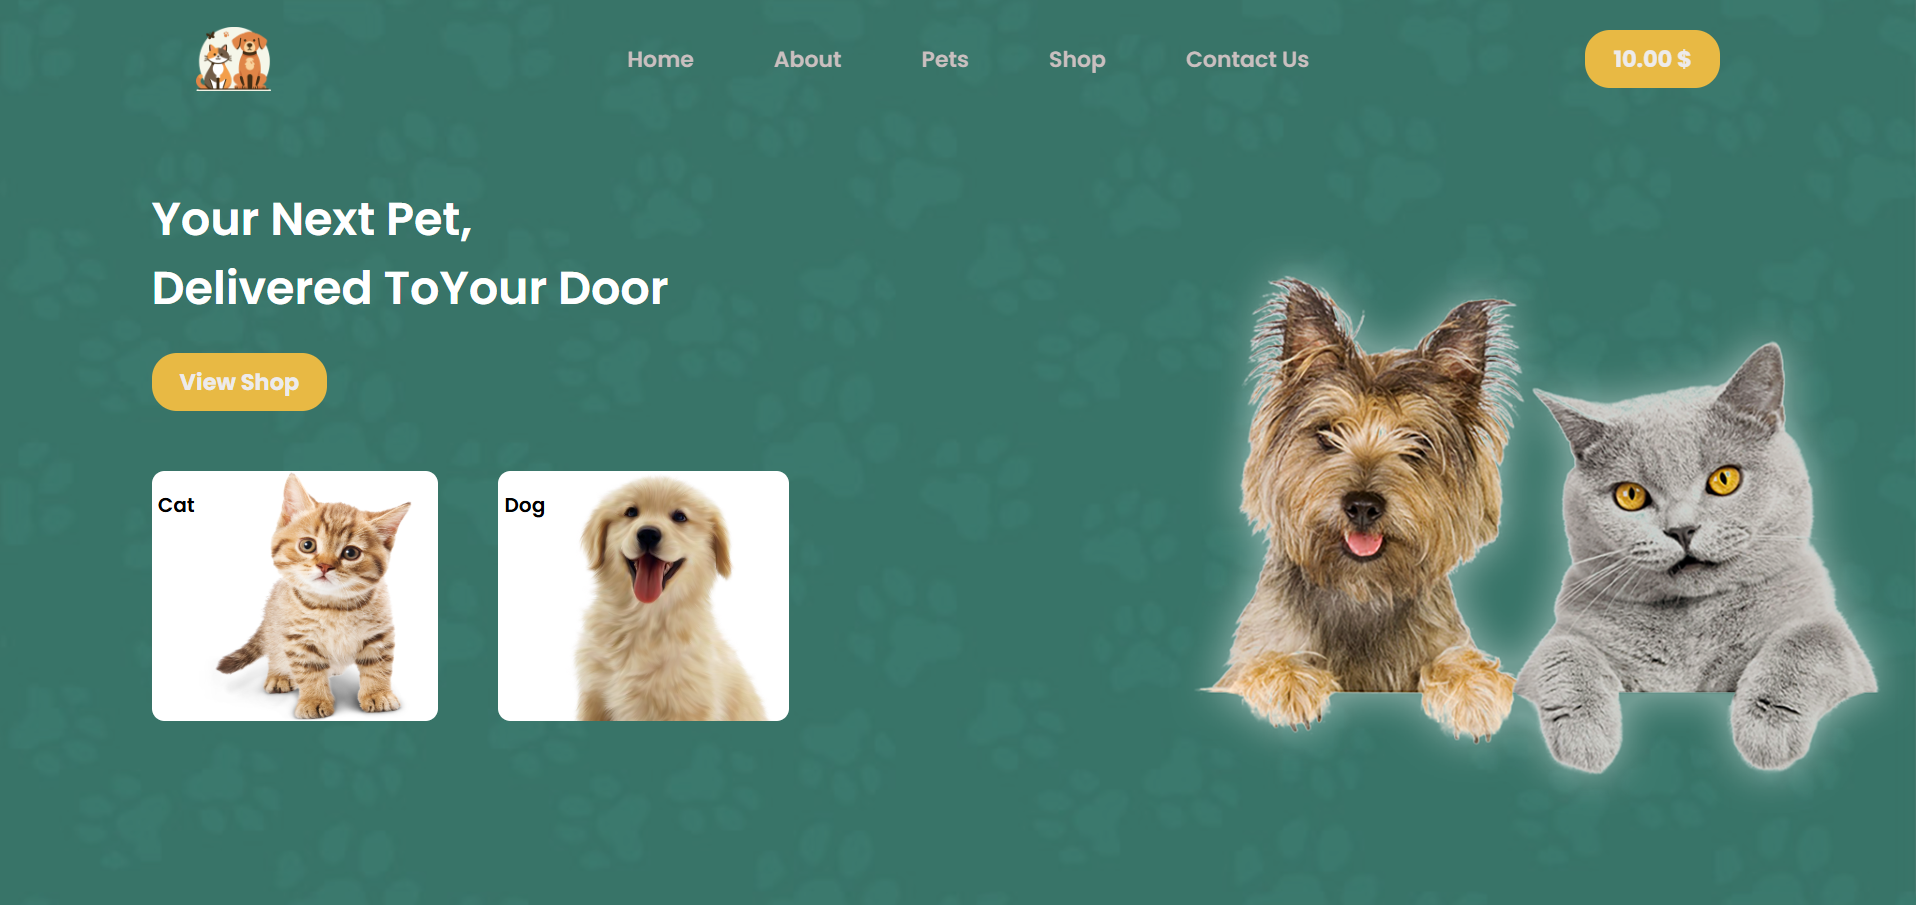 Home About Pets Shop Contact Us 10.00 $
Your Next Pet,
Delivered ToYour Door
View Shop
Cat
Dog